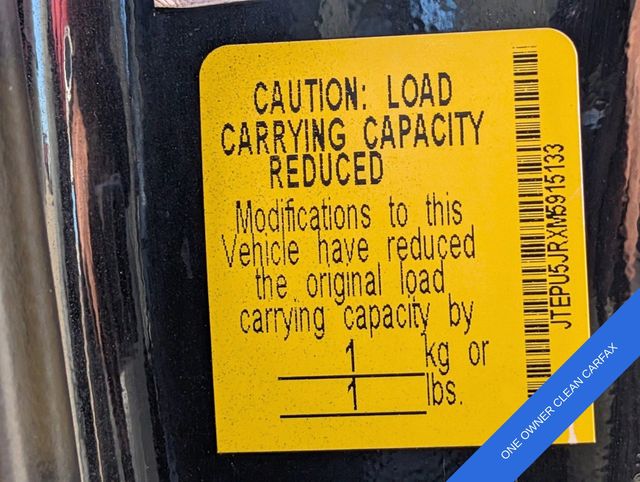 CAUTION: LOAD
CARRYING CAPACITY
REDUCED
Modifications to this
Vehicle have reduced
the original load
carrying capacity by
1 kg or
1 lbs.
JTEPU5JRXM5915133
ONE OWNER CLEAN CARFAX